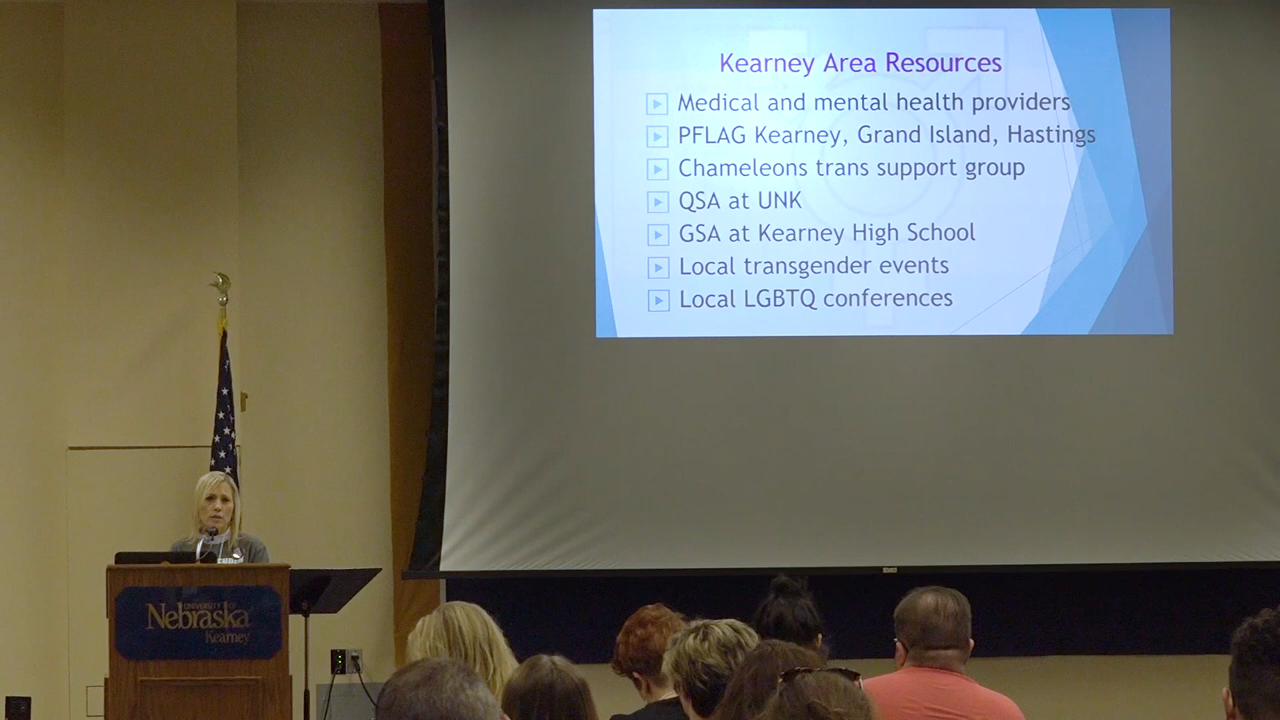 Kearney Area Resources
Medical and mental health providers
PFLAG Kearney, Grand Island, Hastings
Chameleons trans support group
QSA at UNK
GSA at Kearney High School
Local transgender events
Local LGBTQ conferences
UNIVERSITY OF
Nebraska
Kearney